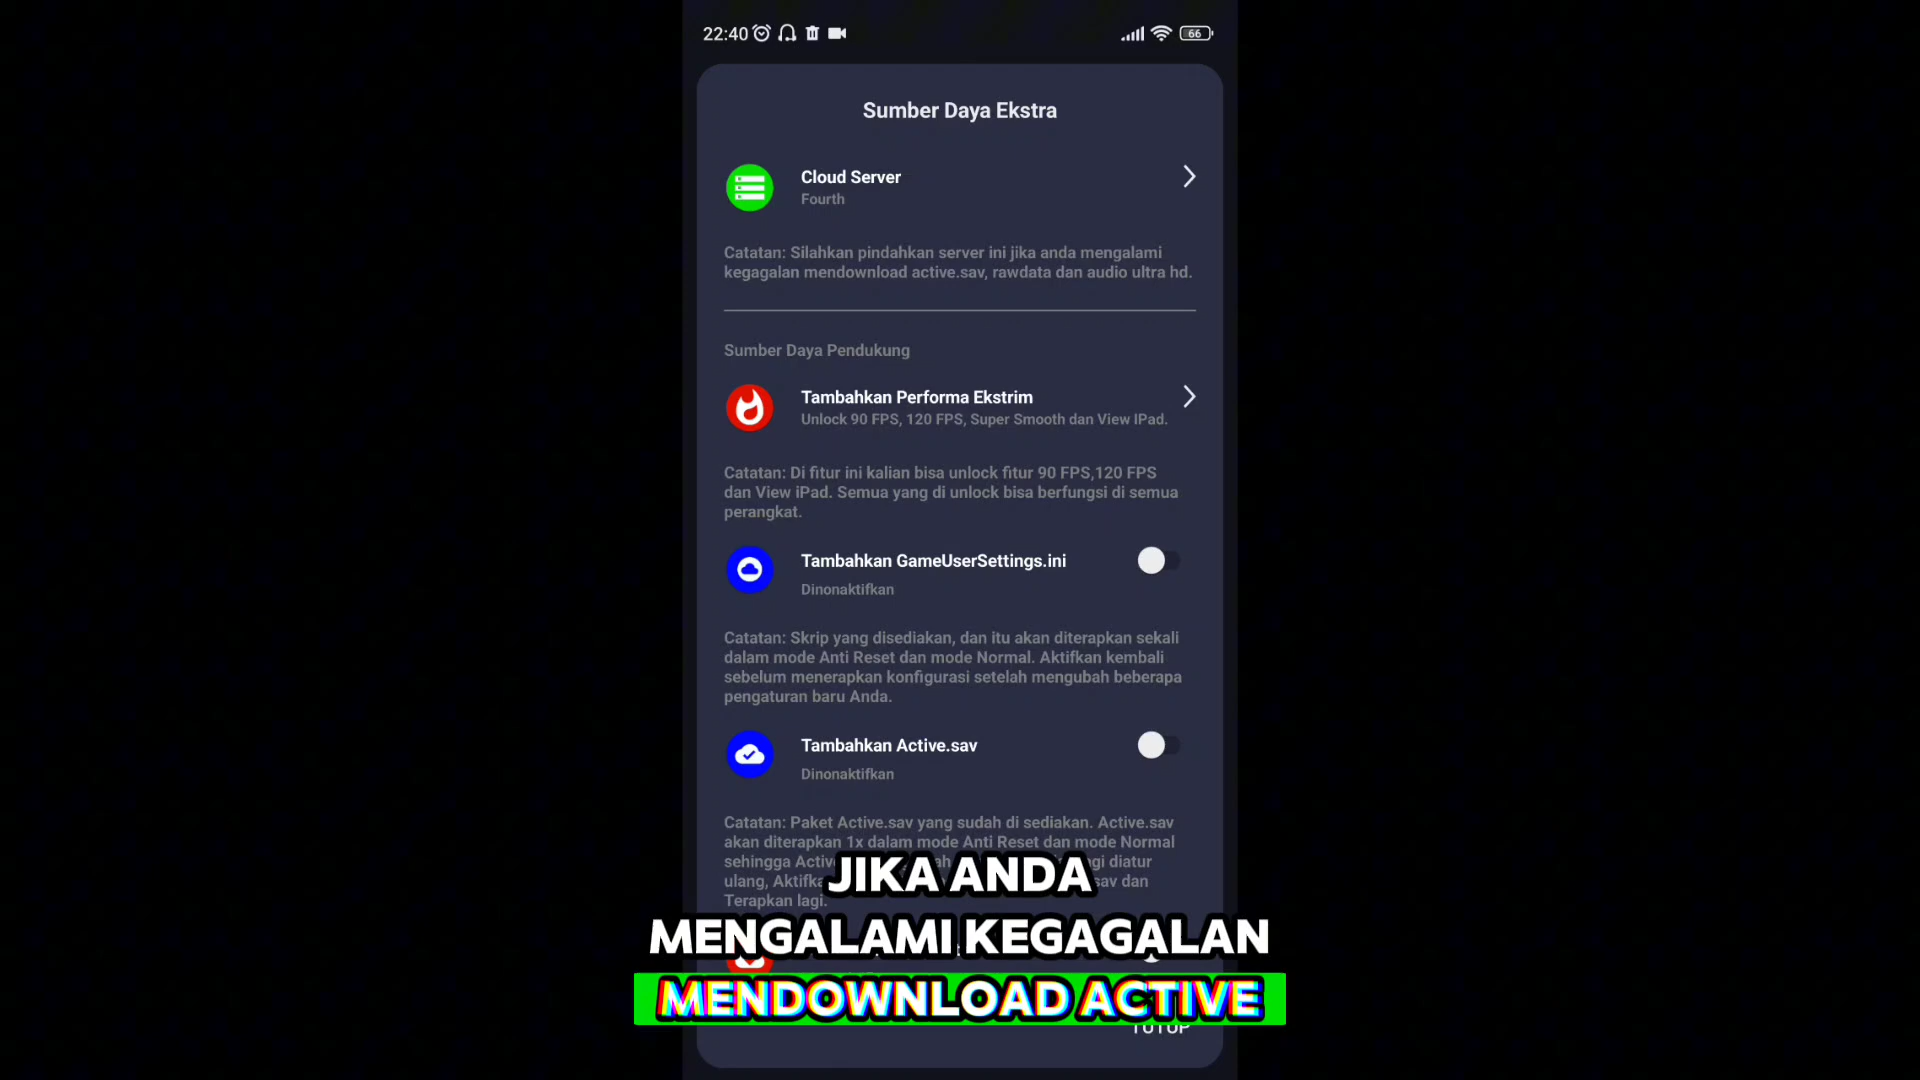 22:40
66
Sumber Daya Ekstra
Cloud Server
Fourth
Catatan: Silahkan pindahkan server ini jika anda mengalami
kegagalan mendownload active.sav, rawdata dan audio ultra hd.
Sumber Daya Pendukung
Tambahkan Performa Ekstrim
Unlock 90 FPS, 120 FPS, Super Smooth dan View IPad.
Catatan: Di fitur ini kalian bisa unlock fitur 90 FPS,120 FPS
dan View iPad. Semua yang di unlock bisa berfungsi di semua
perangkat.
Tambahkan GameUserSettings.ini
Dinonaktifkan
Catatan: Skrip yang disediakan, dan itu akan diterapkan sekali
dalam mode Anti Reset dan mode Normal. Aktifkan kembali
sebelum menerapkan konfigurasi setelah mengubah beberapa
pengaturan baru Anda.
Tambahkan Active.sav
Dinonaktifkan
Catatan: Paket Active.sav yang sudah di sediakan. Active.sav
akan diterapkan 1x dalam mode Anti Reset dan mode Normal
sehingga diatur
ulang, dan
Terapkan lagi.
JIKA ANDA
MENGALAMI KEGAGALAN
MENDOWNLOAD ACTIVE
TUTUP